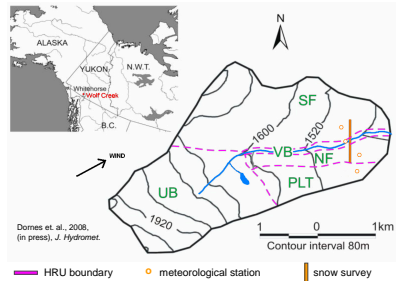 N
ALASKA
YUKON
N.W.T.
Whitehorse
Wolf Creek
B.C.
WIND
SF
1600
1520
VB
NF
UB
PLT
1920
Dornes et. al., 2008,
(in press), J. Hydromet.
1 0 1km
Contour interval 80m
HRU boundary
meteorological station
snow survey